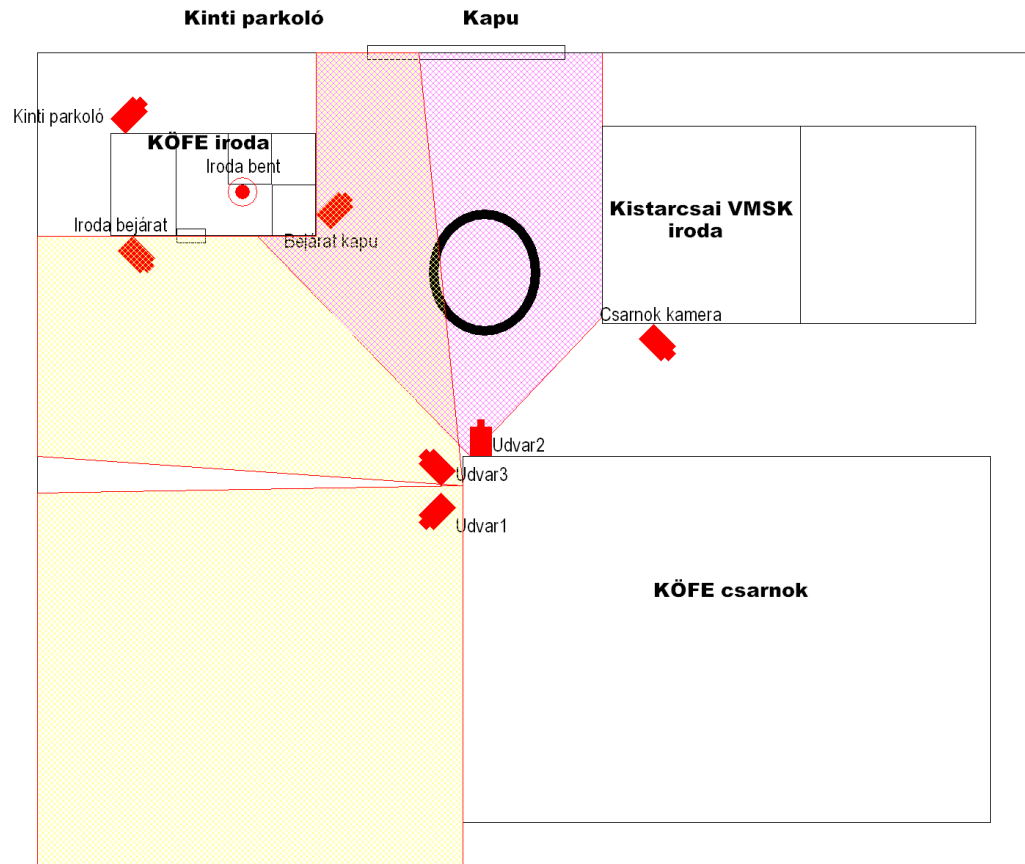 Kinti parkoló
Kapu
Kinti parkoló
KÖFE iroda
Iroda bent
Iroda bejárat
Bejárat kapu
Kistarcsai VMSK
iroda
Csarnok kamera
Udvar2
Udvar3
Udvar1
KÖFE csarnok